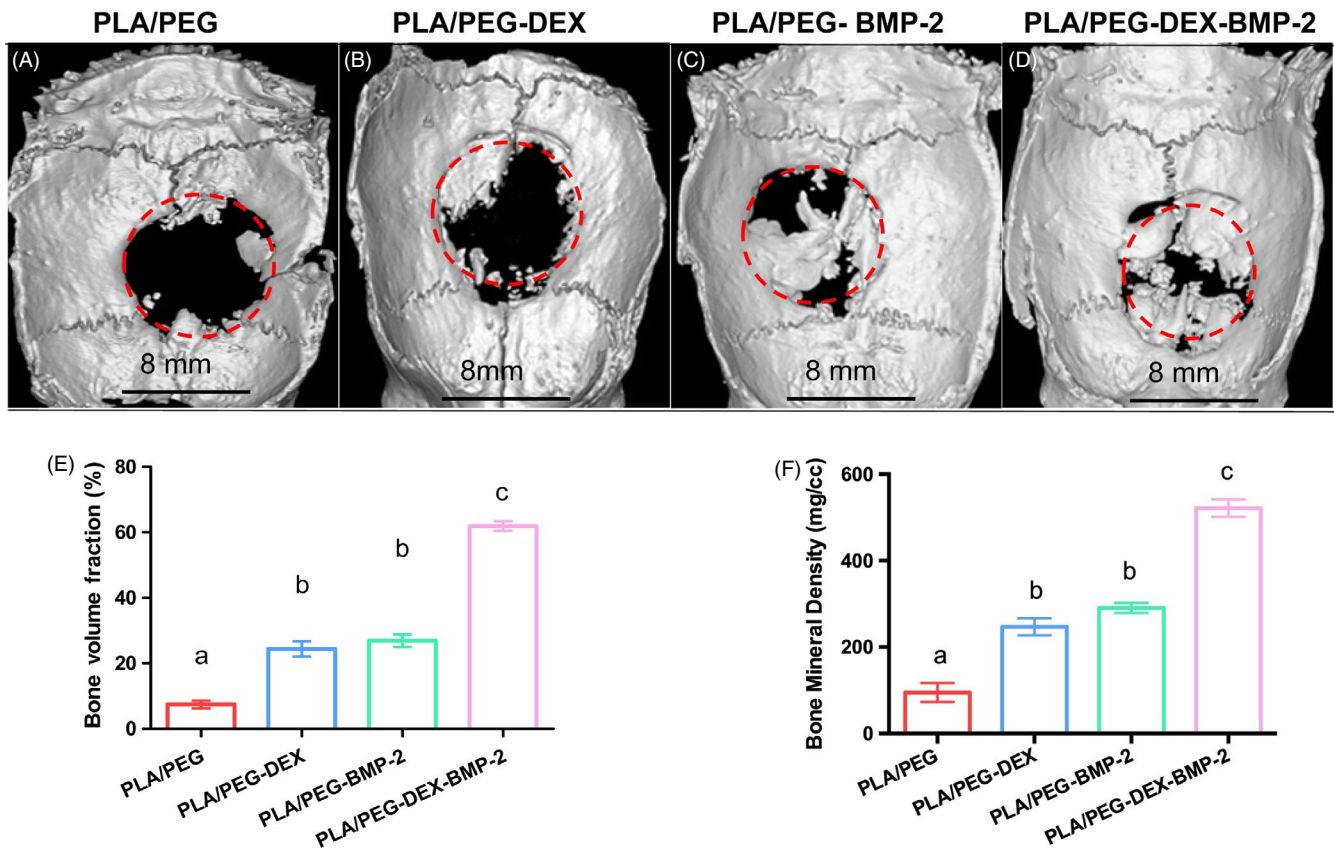 PLA/PEG
PLA/PEG-DEX
PLA/PEG- BMP-2
PLA/PEG-DEX-BMP-2
(A)
(B)
(C)
(D)
8 mm
8mm
8 mm
8 mm
(E)
Bone volume fraction (%)
80
60
40
20
0
a
b
b
c
PLA/PEG
PLA/PEG-DEX
PLA/PEG-BMP-2
PLA/PEG-DEX-BMP-2
(F)
Bone Mineral Density (mg/cc)
600
400
200
0
a
b
b
c
PLA/PEG
PLA/PEG-DEX
PLA/PEG-BMP-2
PLA/PEG-DEX-BMP-2